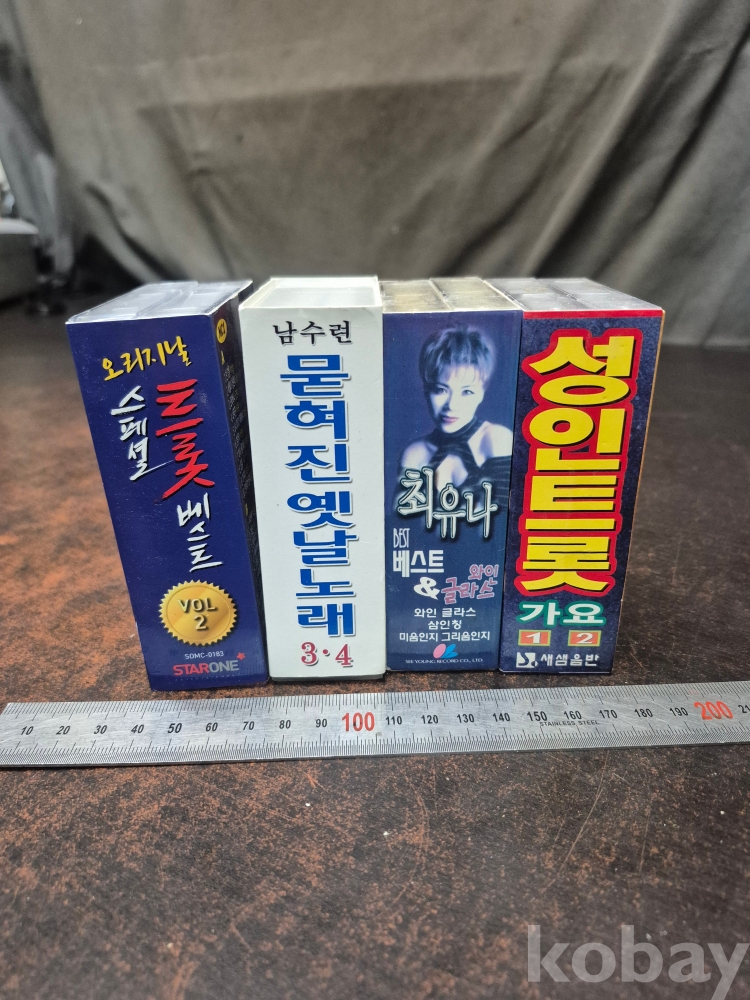 오리지날
스페셜
트롯
베스트
VOL
2
SOMC-0183
STARONE
남수련
묻혀진옛날노래
3·4
최유나
BEST
베스트
&
와이
글라스
와인 글라스
삼인칭
미움인지 그리움인지
SEE YOUNG RECORD CO., LTD.
성인트롯
가요
1 2
새샘음반
10 20 30 40 50 60 70 80 90 100 110 120 130 140 150 160 170 180 190 200
STAINLESS STEEL
kobay